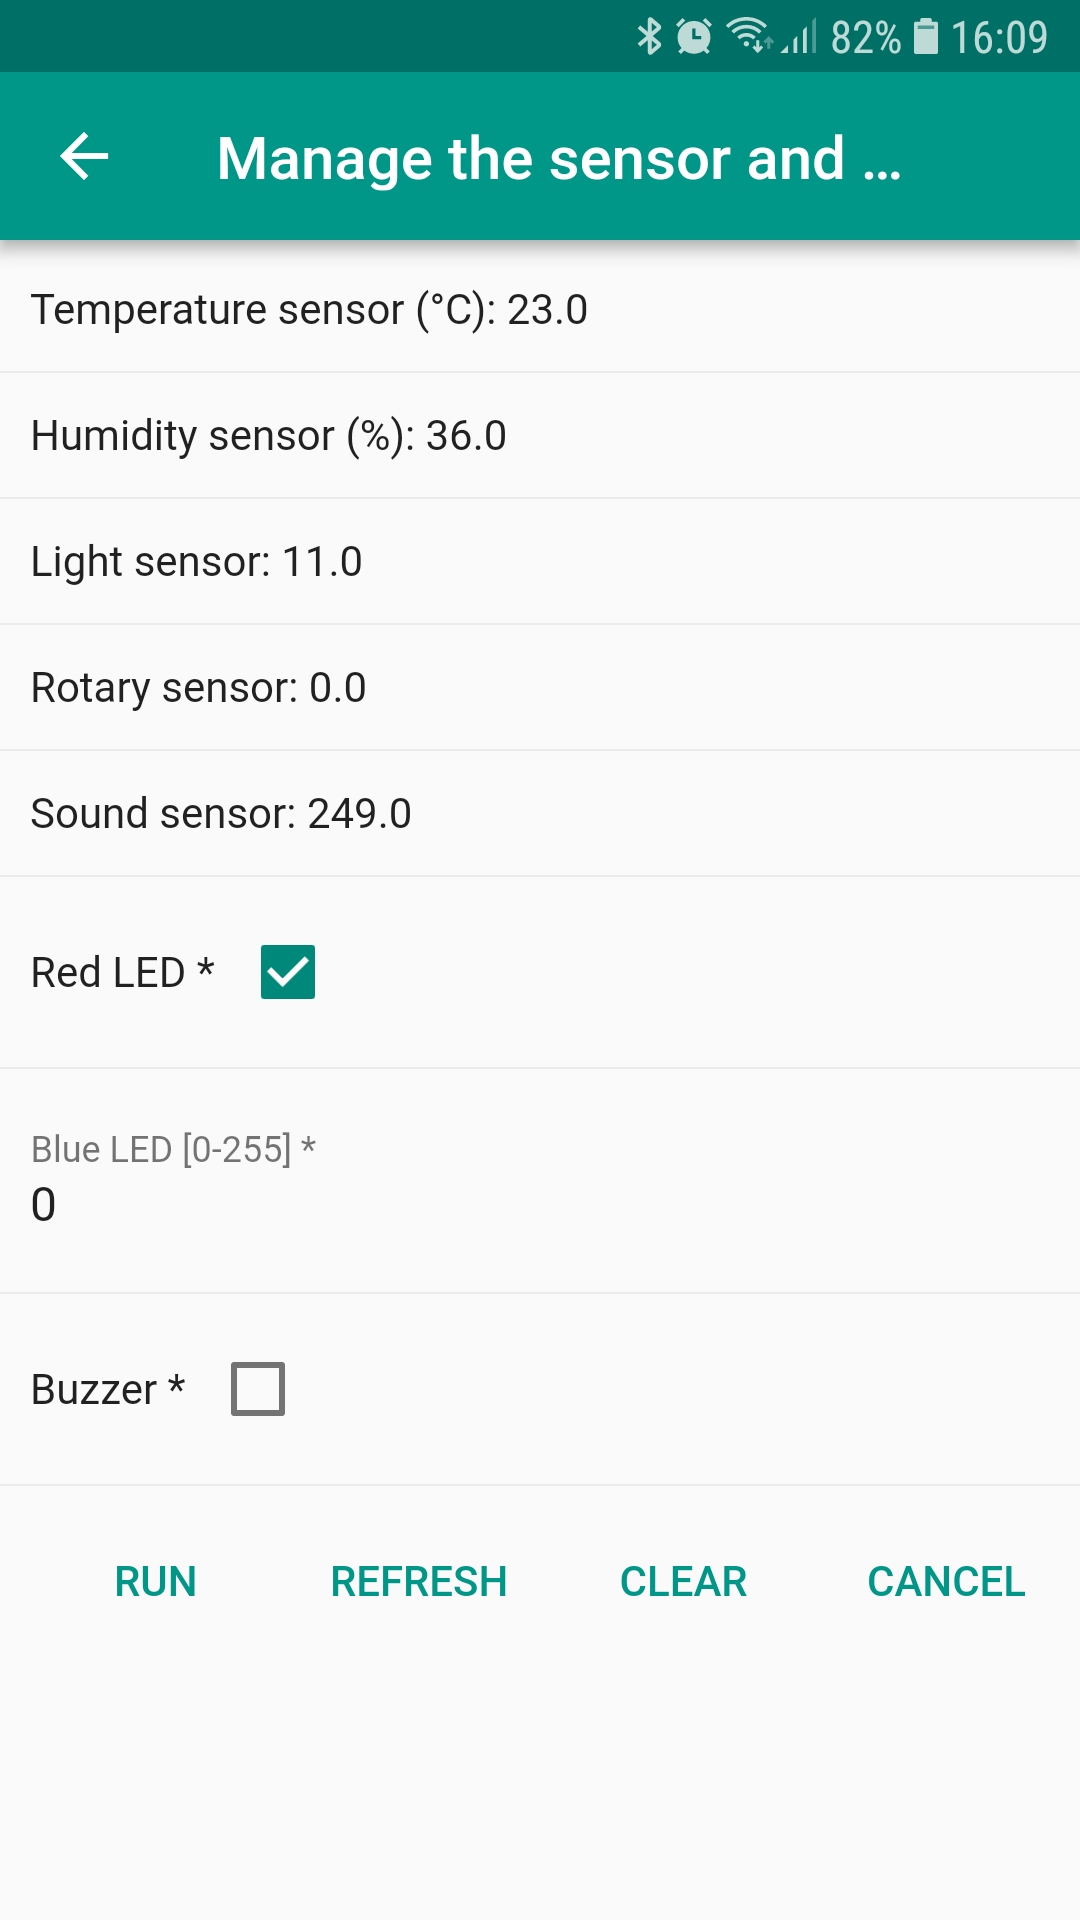 82% 16:09
Manage the sensor and ...
Temperature sensor (°C): 23.0
Humidity sensor (%): 36.0
Light sensor: 11.0
Rotary sensor: 0.0
Sound sensor: 249.0
Red LED *
Blue LED [0-255] *
0
Buzzer *
RUN REFRESH CLEAR CANCEL